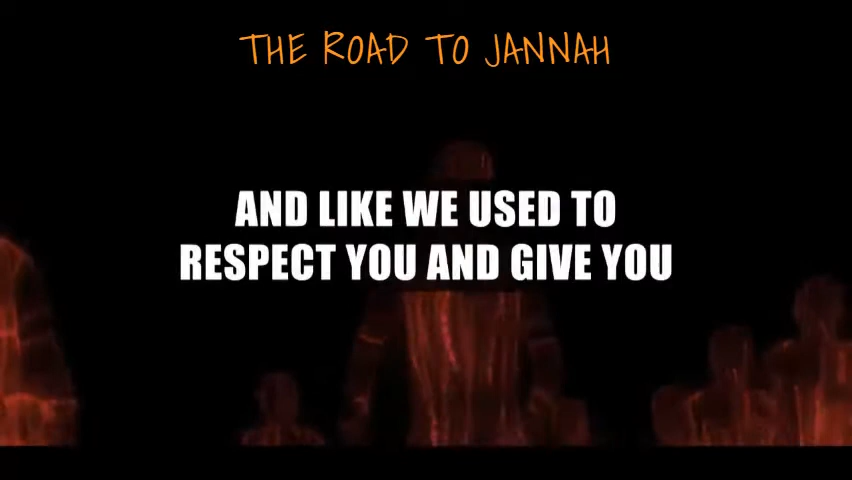 THE ROAD TO JANNAH
AND LIKE WE USED TO
RESPECT YOU AND GIVE YOU